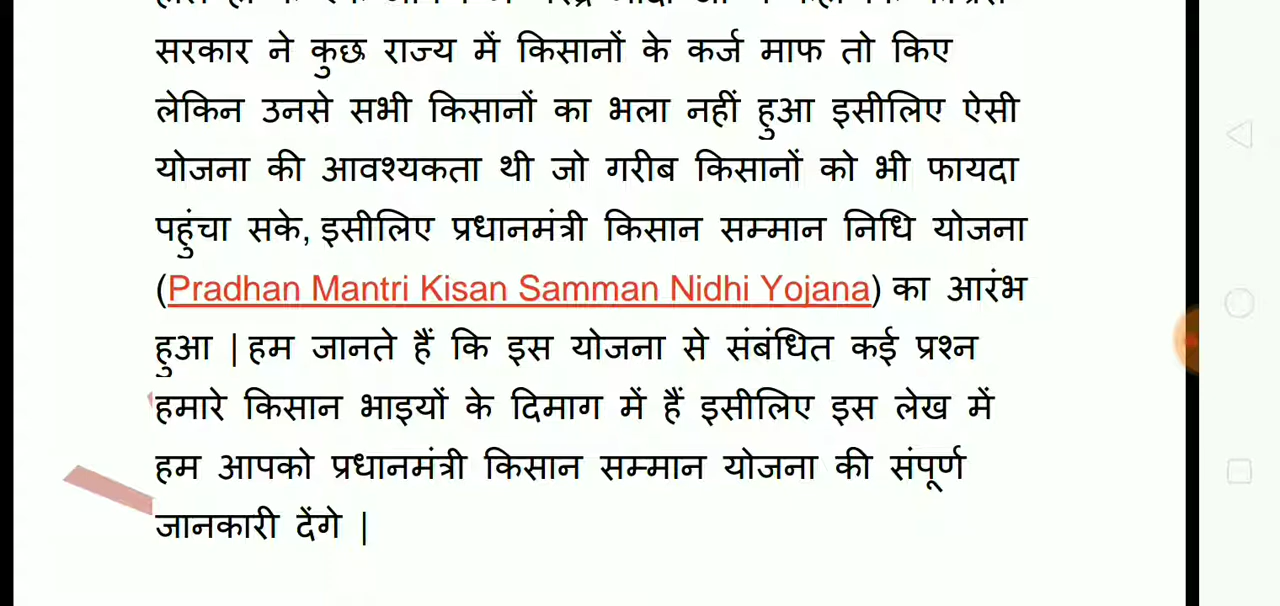 सरकार ने कुछ राज्य में किसानों के कर्ज माफ तो किए
लेकिन उनसे सभी किसानों का भला नहीं हुआ इसीलिए ऐसी
योजना की आवश्यकता थी जो गरीब किसानों को भी फायदा
पहुंचा सके, इसीलिए प्रधानमंत्री किसान सम्मान निधि योजना
(Pradhan Mantri Kisan Samman Nidhi Yojana) का आरंभ
हुआ | हम जानते हैं कि इस योजना से संबंधित कई प्रश्न
हमारे किसान भाइयों के दिमाग में हैं इसीलिए इस लेख में
हम आपको प्रधानमंत्री किसान सम्मान योजना की संपूर्ण
जानकारी देंगे |